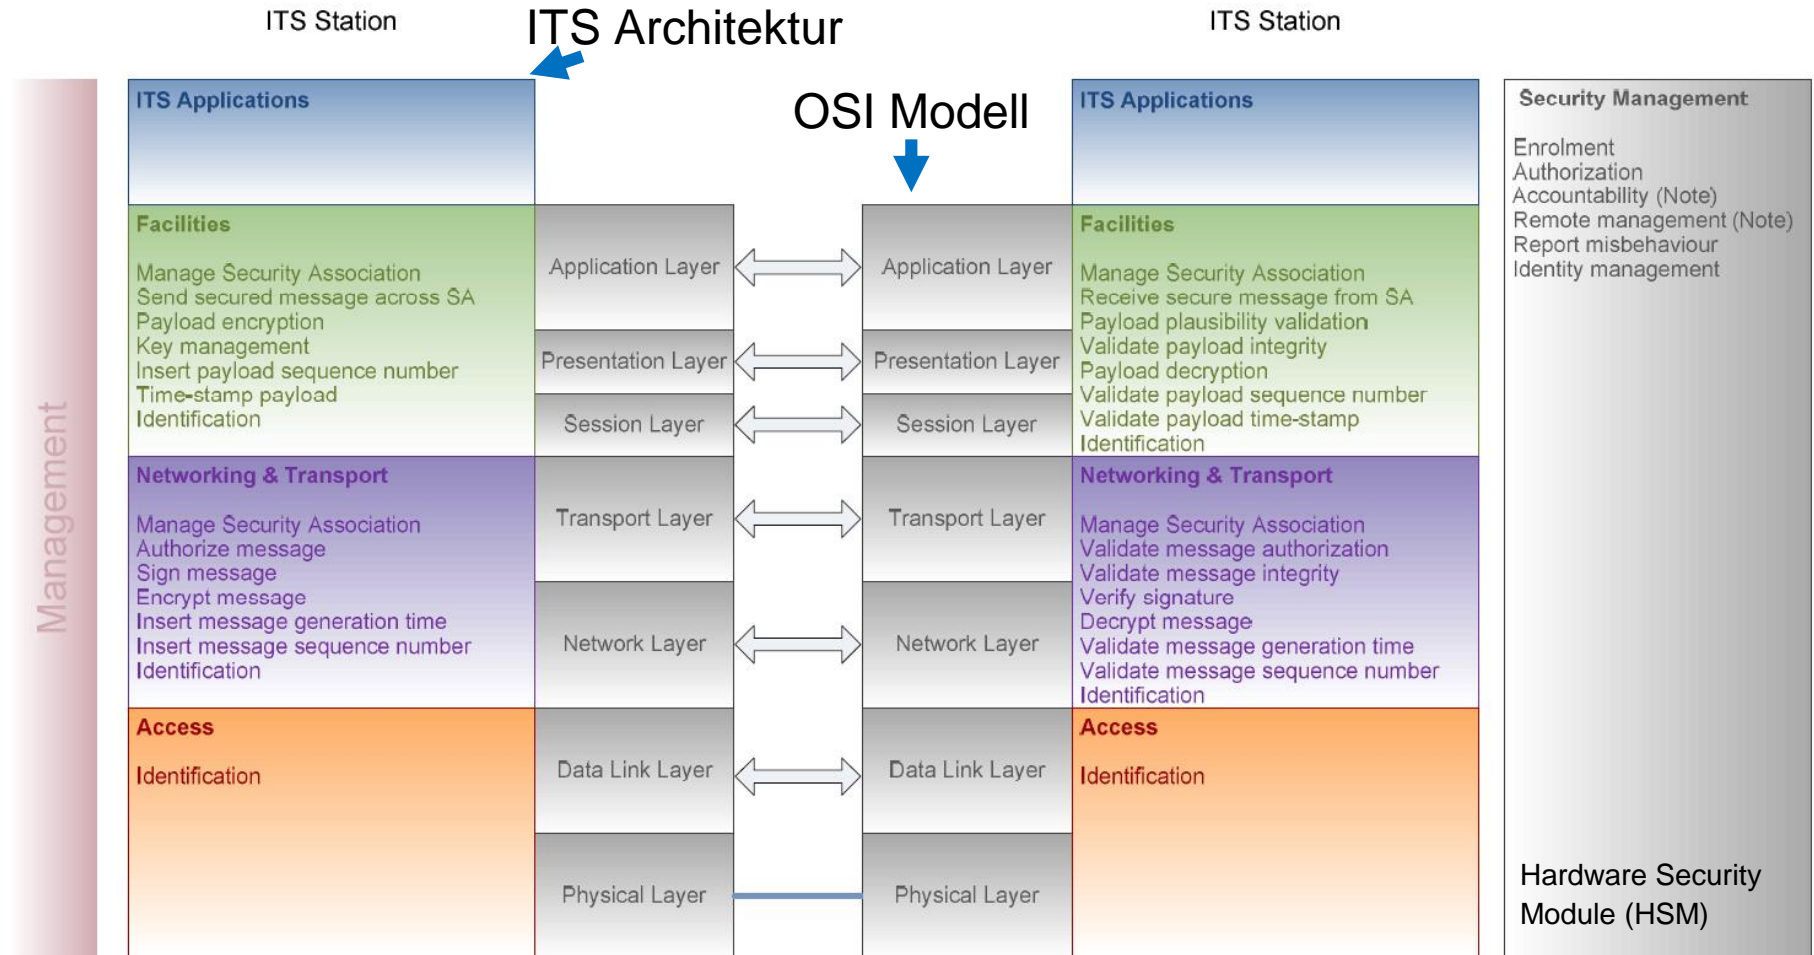 ITS Station
ITS Architektur
ITS Station
OSI Modell
Management
ITS Applications
Facilities
Manage Security Association
Send secured message across SA
Payload encryption
Key management
Insert payload sequence number
Time-stamp payload
Identification
Networking & Transport
Manage Security Association
Authorize message
Sign message
Encrypt message
Insert message generation time
Insert message sequence number
Identification
Access
Identification
Application Layer
Presentation Layer
Session Layer
Transport Layer
Network Layer
Data Link Layer
Physical Layer
Application Layer
Presentation Layer
Session Layer
Transport Layer
Network Layer
Data Link Layer
Physical Layer
ITS Applications
Facilities
Manage Security Association
Receive secure message from SA
Payload plausibility validation
Validate payload integrity
Payload decryption
Validate payload sequence number
Validate payload time-stamp
Identification
Networking & Transport
Manage Security Association
Validate message authorization
Validate message integrity
Verify signature
Decrypt message
Validate message generation time
Validate message sequence number
Identification
Access
Identification
Security Management
Enrolment
Authorization
Accountability (Note)
Remote management (Note)
Report misbehaviour
Identity management
Hardware Security
Module (HSM)